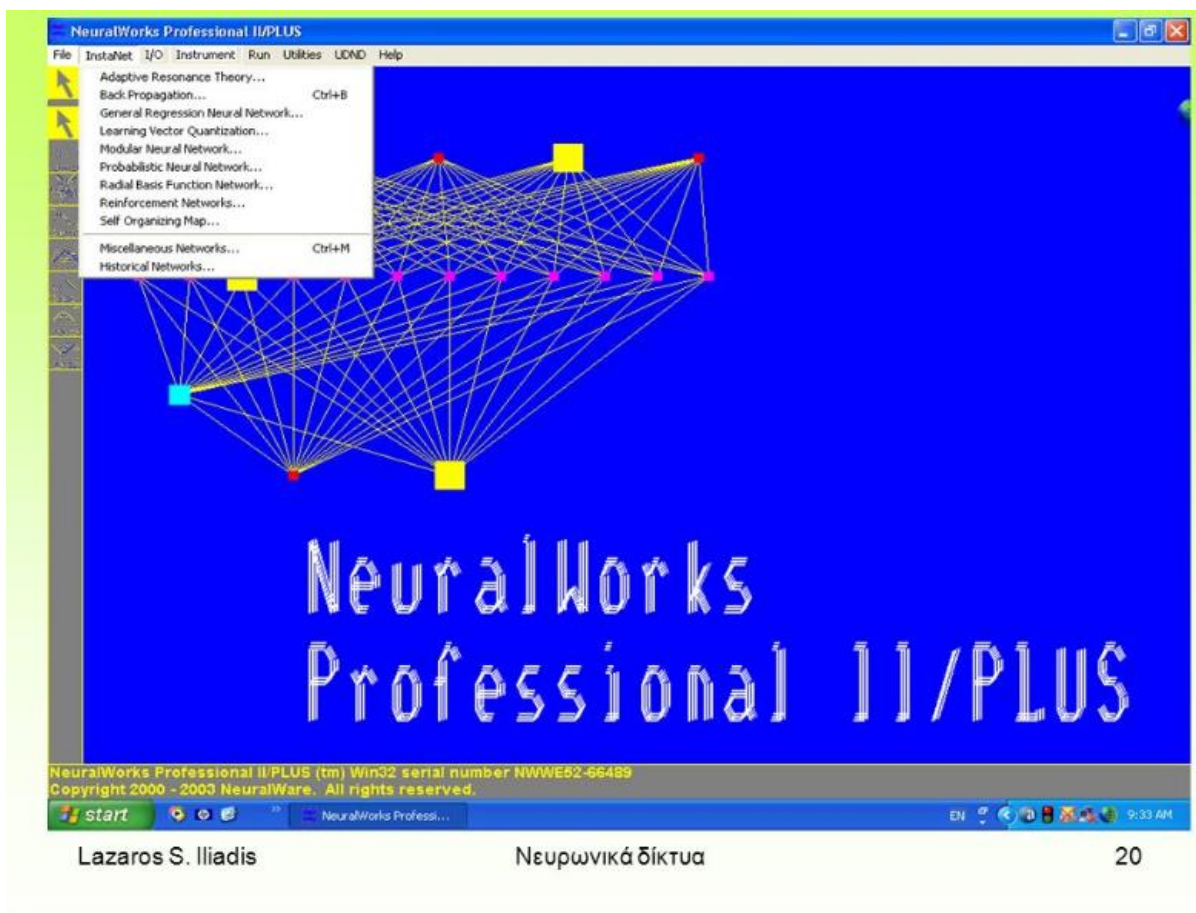 NeuralWorks Professional II/PLUS
File InstaNet I/O Instrument Run Utilities UDND Help
Adaptive Resonance Theory...
Back Propagation... Ctrl+B
General Regression Neural Network...
Learning Vector Quantization...
Modular Neural Network...
Probabilistic Neural Network...
Radial Basis Function Network...
Reinforcement Networks...
Self Organizing Map...
Miscellaneous Networks... Ctrl+M
Historical Networks...
NeuralWorks
Professional II/PLUS
NeuralWorks Professional II/PLUS (tm) Win32 serial number NWWE52-66489
Copyright 2000 - 2003 NeuralWare. All rights reserved.
start NeuralWorks Professi... EN 9:33 AM
Lazaros S. Iliadis Νευρωνικά δίκτυα 20